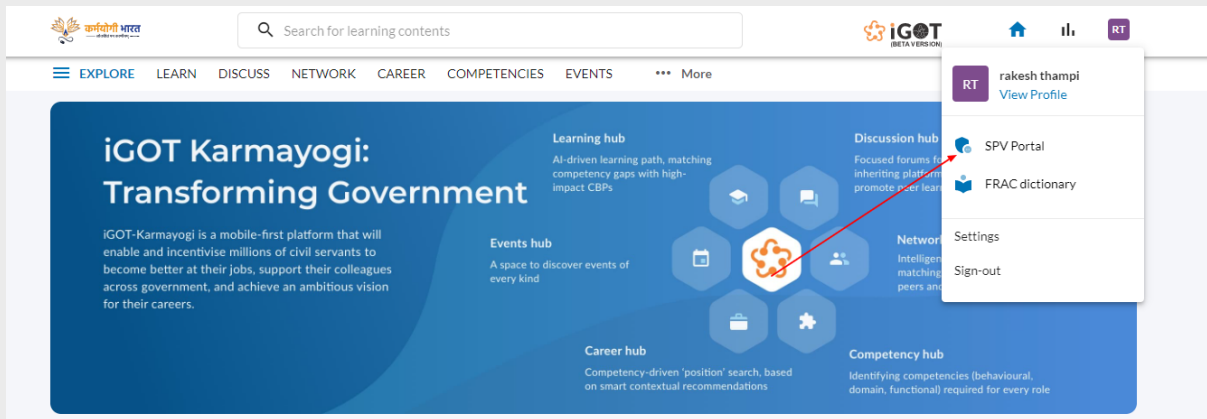 कर्मयोगी भारत
Search for learning contents
iGOT
(BETA VERSION)
RT
EXPLORE LEARN DISCUSS NETWORK CAREER COMPETENCIES EVENTS ••• More
RT
rakesh thampi
View Profile
SPV Portal
FRAC dictionary
Settings
Sign-out
iGOT Karmayogi:
Transforming Government
iGOT-Karmayogi is a mobile-first platform that will
enable and incentivise millions of civil servants to
become better at their jobs, support their colleagues
across government, and achieve an ambitious vision
for their careers.
Learning hub
AI-driven learning path, matching
competency gaps with high-
impact CBPs
Discussion hub
Focused forums
inheriting platform
promote peer
Events hub
A space to discover events of
every kind
Intelligen
matching
peers
Career hub
Competency-driven 'position' search, based
on smart contextual recommendations
Competency hub
Identifying competencies (behavioural,
domain, functional) required for every role